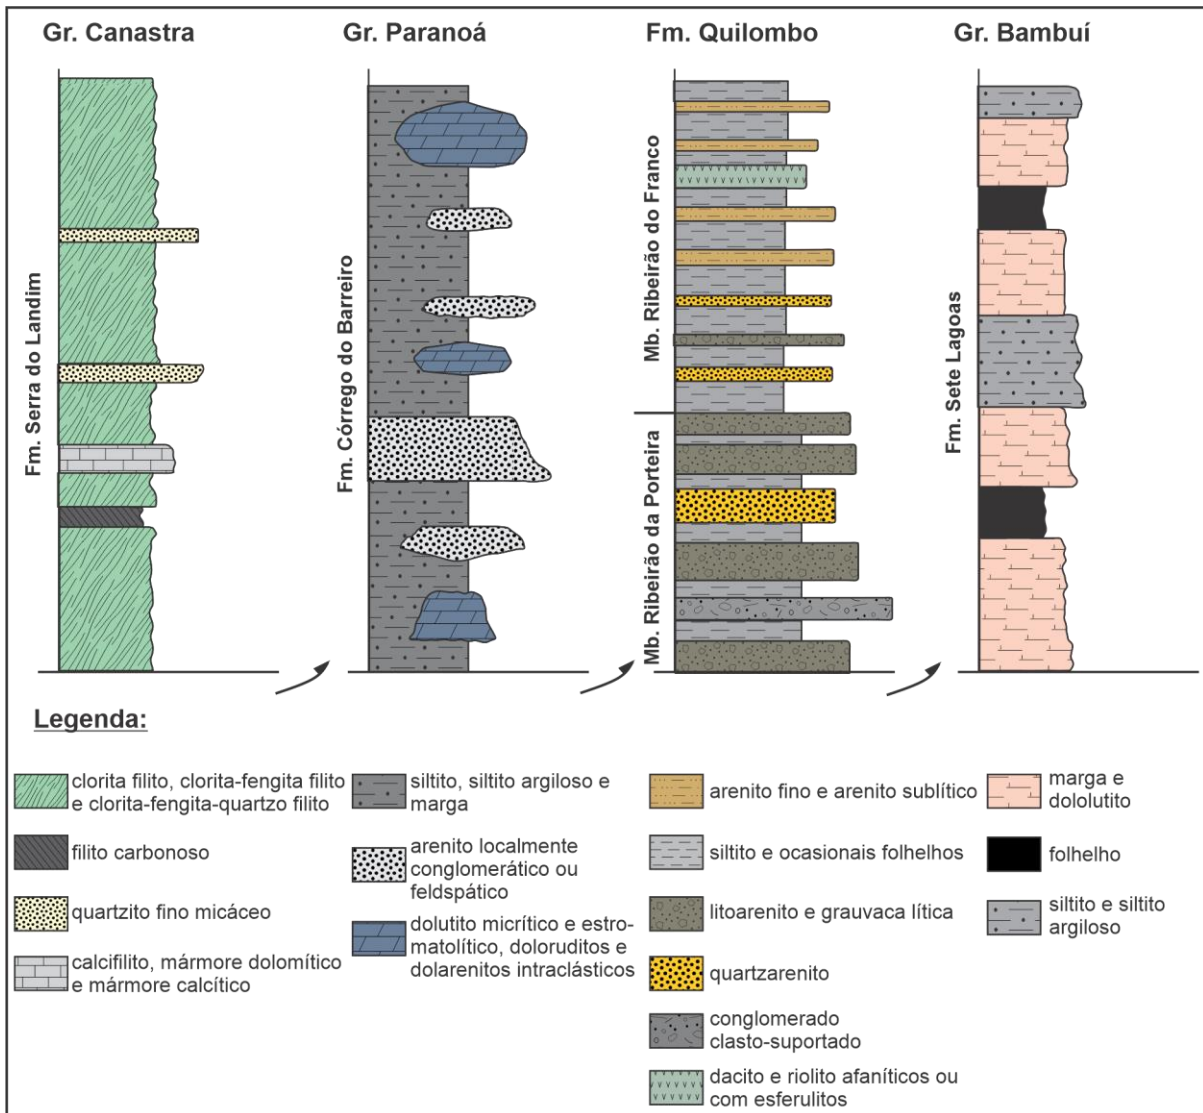 Gr. Canastra
Gr. Paranoá
Fm. Quilombo
Gr. Bambuí
Fm. Serra do Landim
Fm. Córrego do Barreiro
Mb. Ribeirão do Franco
Mb. Ribeirão da Porteira
Fm. Sete Lagoas
Legenda:
clorita filito, clorita-fengita filito
e clorita-fengita-quartzo filito
filito carbonoso
quartzito fino micáceo
calcifilito, mármore dolomítico
e mármore calcítico
siltito, siltito argiloso e
marga
arenito localmente
conglomerático ou
feldspático
dolutito micrítico e estro-
matolítico, doloruditos e
dolarenitos intraclásticos
arenito fino e arenito sublítico
siltito e ocasionais folhelhos
litoarenito e grauvaca lítica
quartzarenito
conglomerado
clasto-suportado
dacito e riolito afaníticos ou
com esferulitos
marga e
dololutito
folhelho
siltito e siltito
argiloso